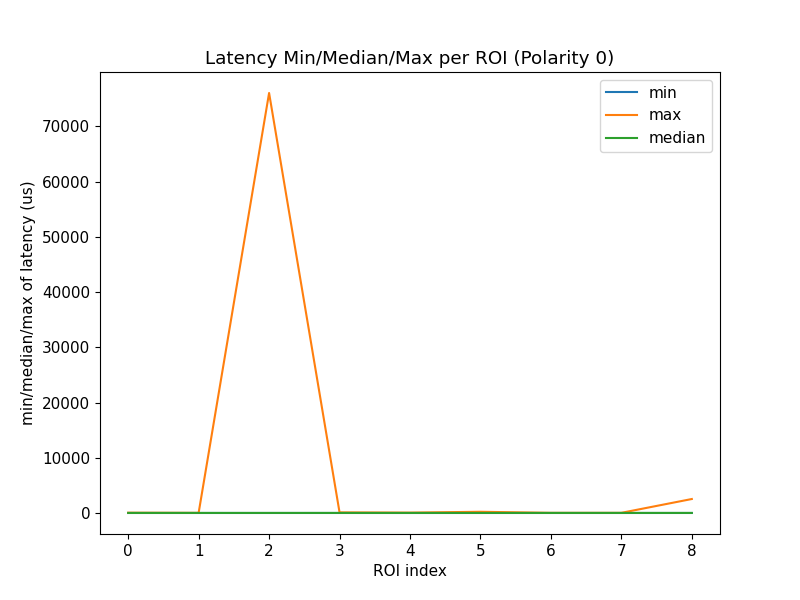 Latency Min/Median/Max per ROI (Polarity 0)
min
max
median
70000
60000
50000
40000
30000
20000
10000
0
min/median/max of latency (us)
0 1 2 3 4 5 6 7 8
ROI index